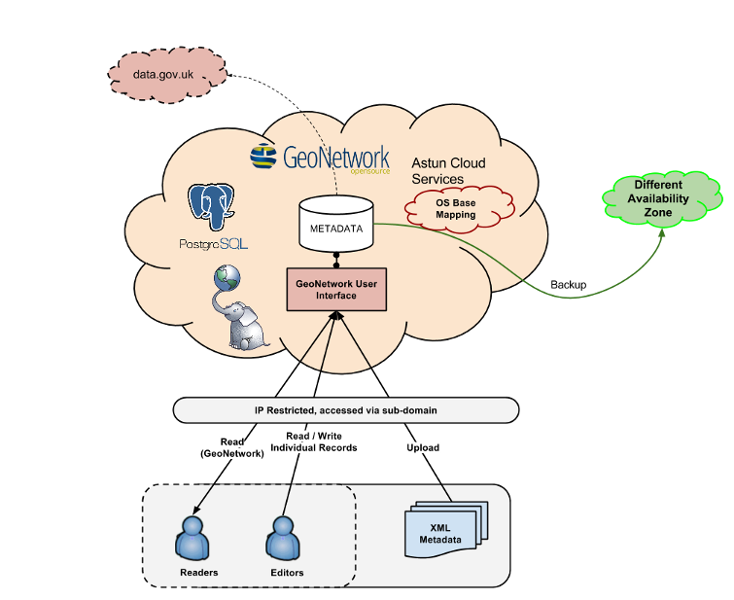 data.gov.uk
GeoNetwork
opensource
Astun Cloud
Services
OS Base
Mapping
Different
Availability
Zone
PostgreSQL
METADATA
GeoNetwork User
Interface
Backup
IP Restricted, accessed via sub-domain
Read
(GeoNetwork)
Read / Write
Individual Records
Upload
XML
Metadata
Readers
Editors